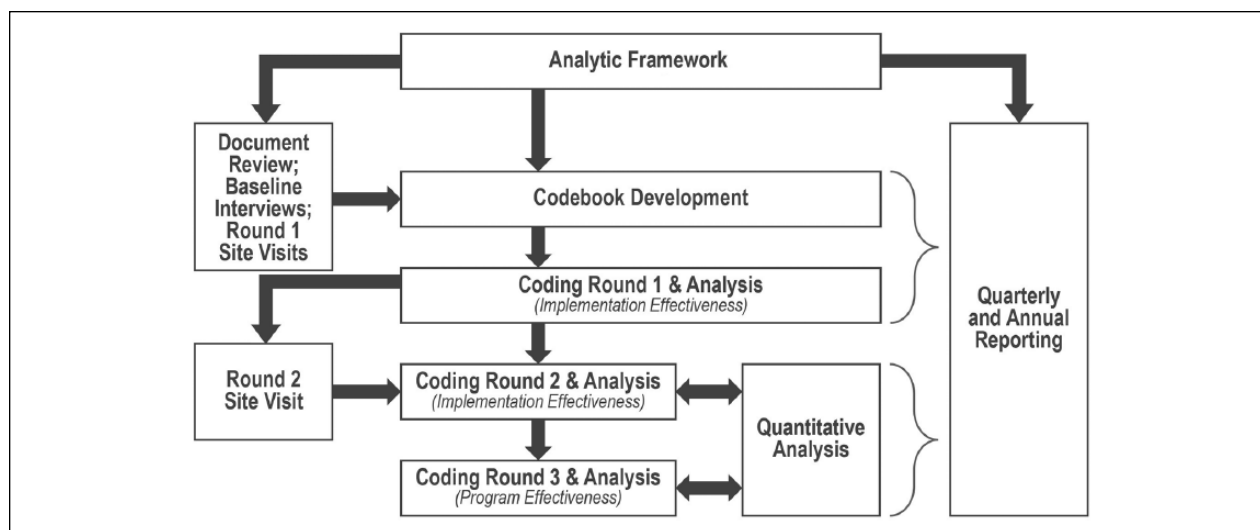 Analytic Framework
Document
Review;
Baseline
Interviews;
Round 1
Site Visits
Codebook Development
Coding Round 1 & Analysis
(Implementation Effectiveness)
Quarterly
and Annual
Reporting
Round 2
Site Visit
Coding Round 2 & Analysis
(Implementation Effectiveness)
Quantitative
Analysis
Coding Round 3 & Analysis
(Program Effectiveness)